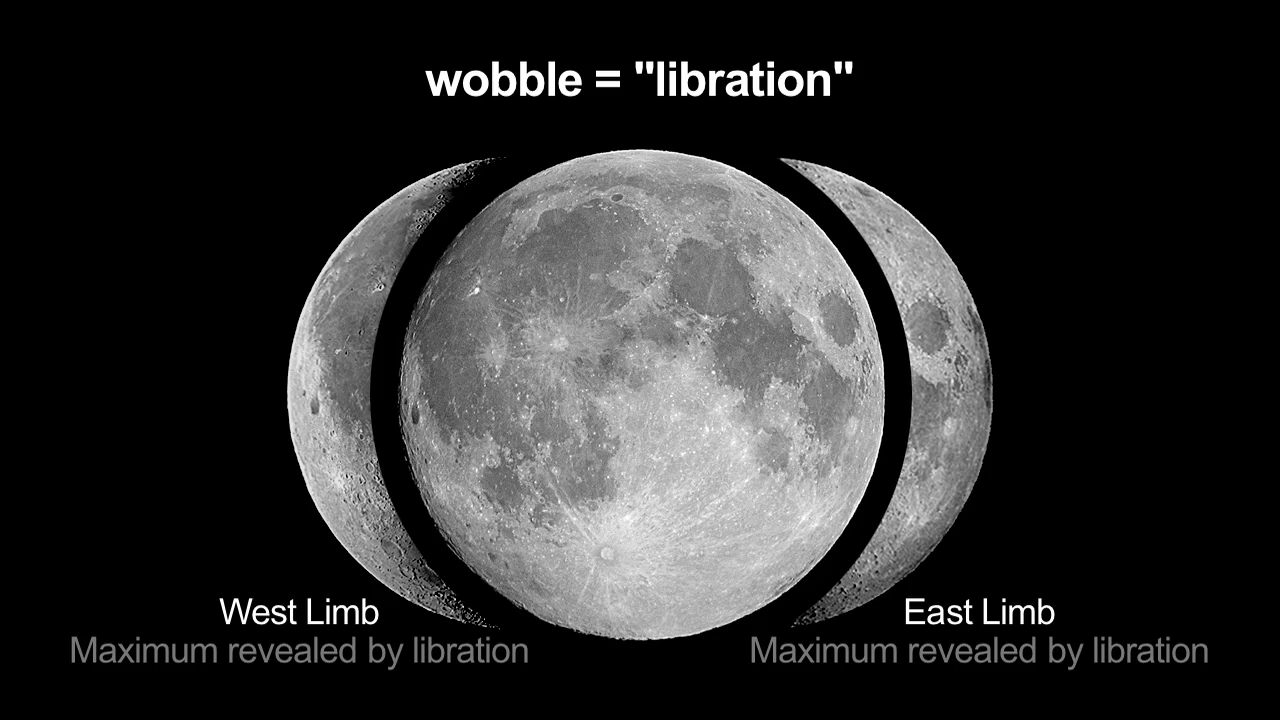 wobble = "libration"
West Limb
Maximum revealed by libration
East Limb
Maximum revealed by libration